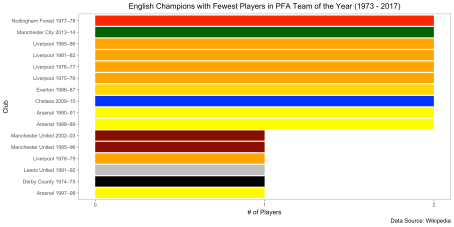 English Champions with Fewest Players in PFA Team of the Year (1973 - 2017)
Club
Nottingham Forest 1977–78
Manchester City 2013–14
Liverpool 1985–86
Liverpool 1981–82
Liverpool 1976–77
Liverpool 1975–76
Everton 1986–87
Chelsea 2009–10
Arsenal 1990–91
Arsenal 1988–89
Manchester United 2002–03
Manchester United 1995–96
Liverpool 1978–79
Leeds United 1991–92
Derby County 1974–75
Arsenal 1997–98
0 1 2
# of Players
Data Source: Wikipedia